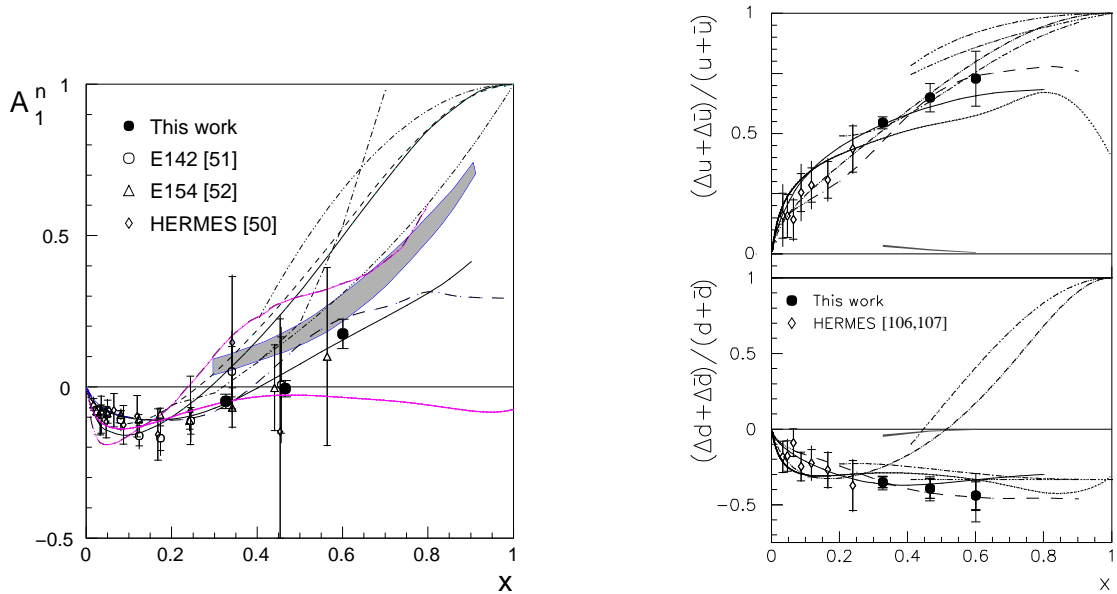 A₁ⁿ
1
0.5
0
−0.5
This work
E142 [51]
E154 [52]
HERMES [50]
0 0.2 0.4 0.6 0.8 1
x
(Δu + Δū) / (u + ū)
1
0.5
0
(Δd + Δd̄) / (d + d̄)
1
0.5
0
−0.5
This work
HERMES [106,107]
0 0.2 0.4 0.6 0.8 1
x